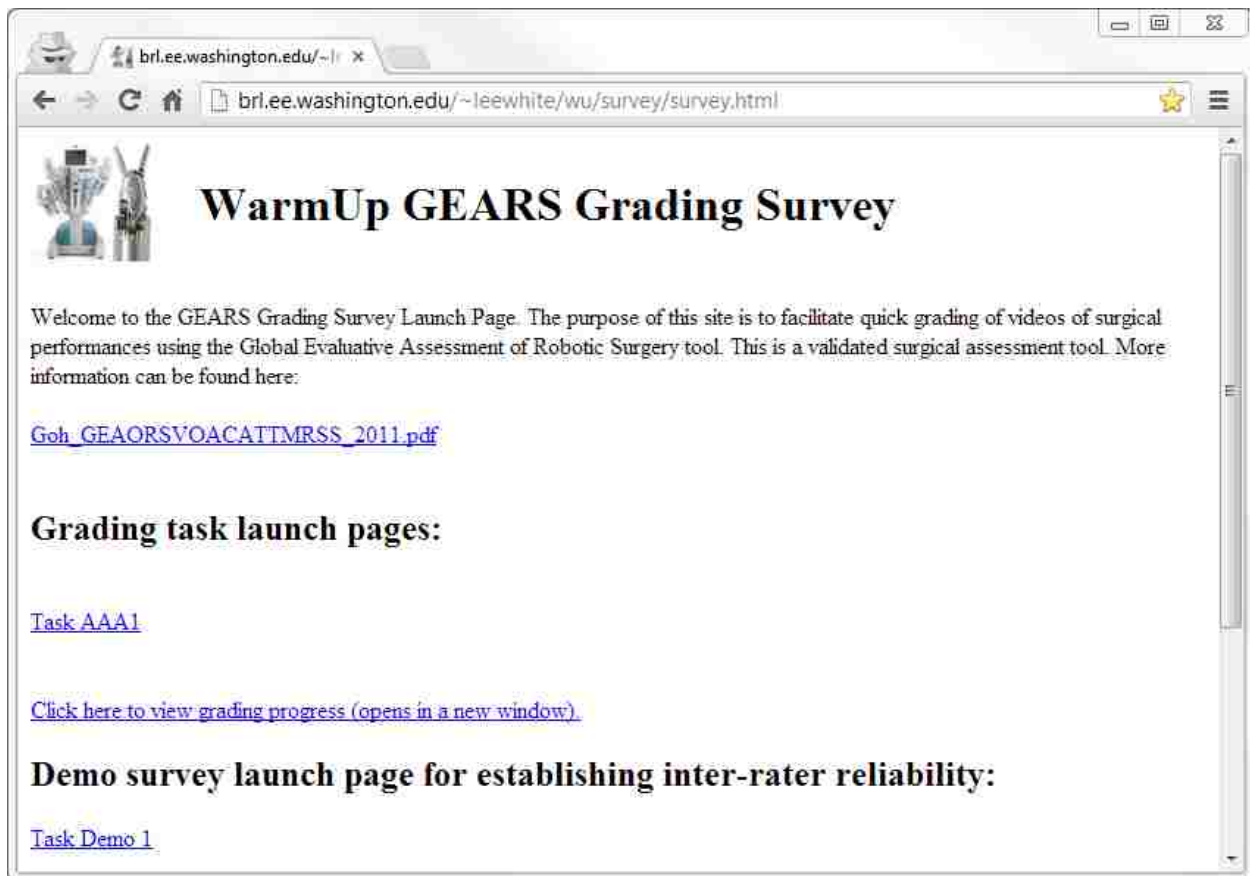 brl.ee.washington.edu/~l
brl.ee.washington.edu/~leewhite/wu/survey/survey.html
WarmUp GEARS Grading Survey
Welcome to the GEARS Grading Survey Launch Page. The purpose of this site is to facilitate quick grading of videos of surgical
performances using the Global Evaluative Assessment of Robotic Surgery tool. This is a validated surgical assessment tool. More
information can be found here:
Goh_GEAORSVOACATTMRSS_2011.pdf
Grading task launch pages:
Task AAA1
Click here to view grading progress (opens in a new window).
Demo survey launch page for establishing inter-rater reliability:
Task Demo 1